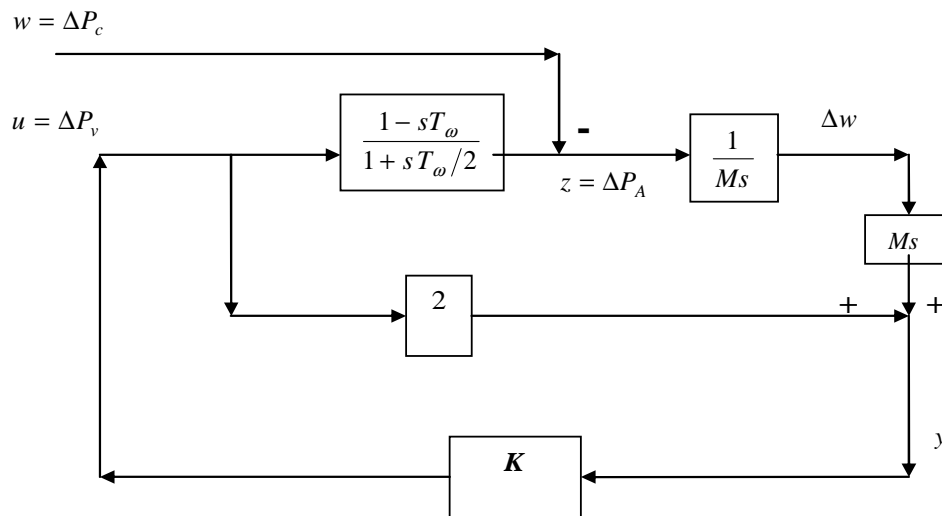 w = ΔP_c
u = ΔP_v
1 − sT_ω
1 + sT_ω/2
-
z = ΔP_A
1
Ms
Δw
Ms
2
+
+
y
K